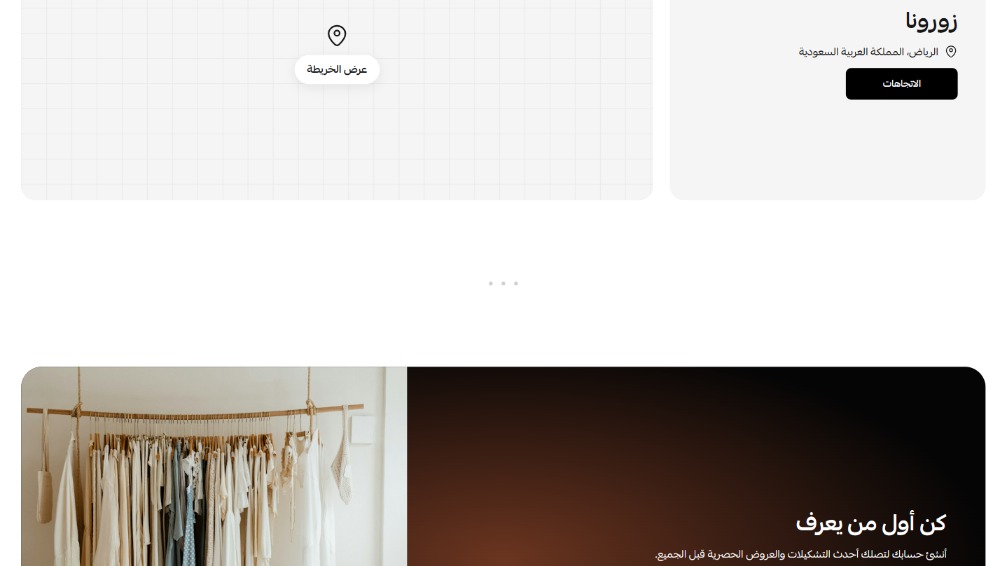 زورونا
الرياض، المملكة العربية السعودية
الاتجاهات
عرض الخريطة
كن أول من يعرف
أنشئ حسابك لتصلك أحدث التشكيلات والعروض الحصرية قبل الجميع.